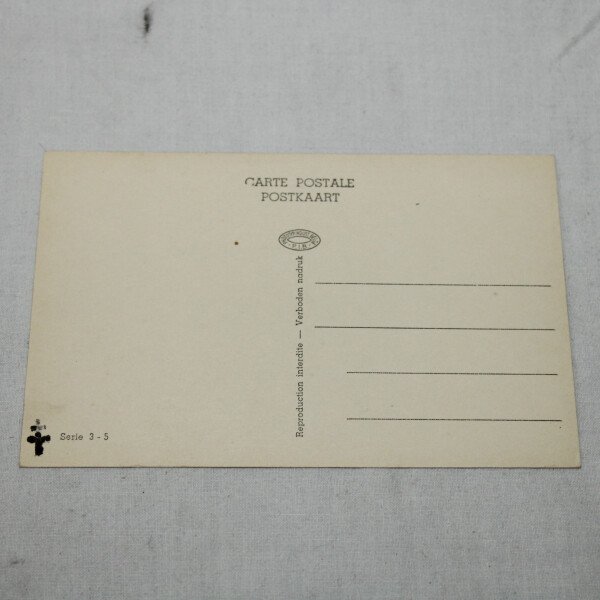 CARTE POSTALE
POSTKAART
Reproduction interdite — Verboden nadruk
Serie 3 - 5